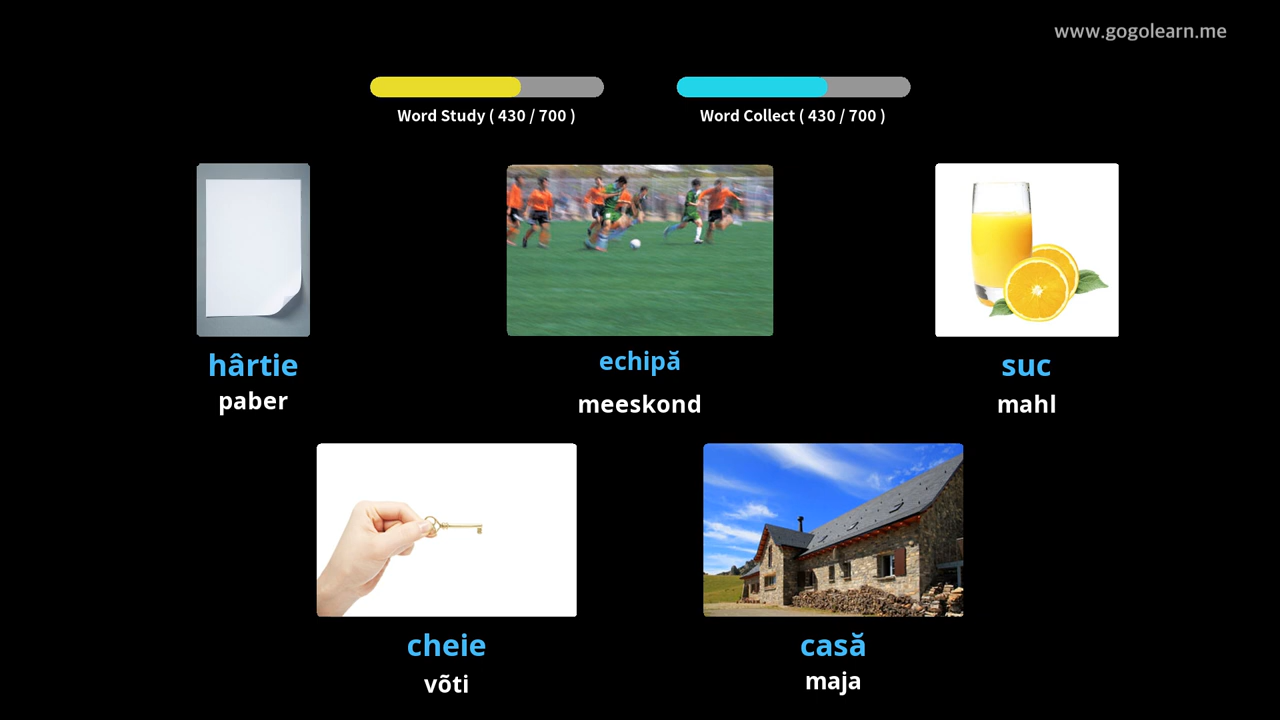 www.gogolearn.me
Word Study ( 430 / 700 )
Word Collect ( 430 / 700 )
hârtie
paber
echipă
meeskond
suc
mahl
cheie
võti
casă
maja